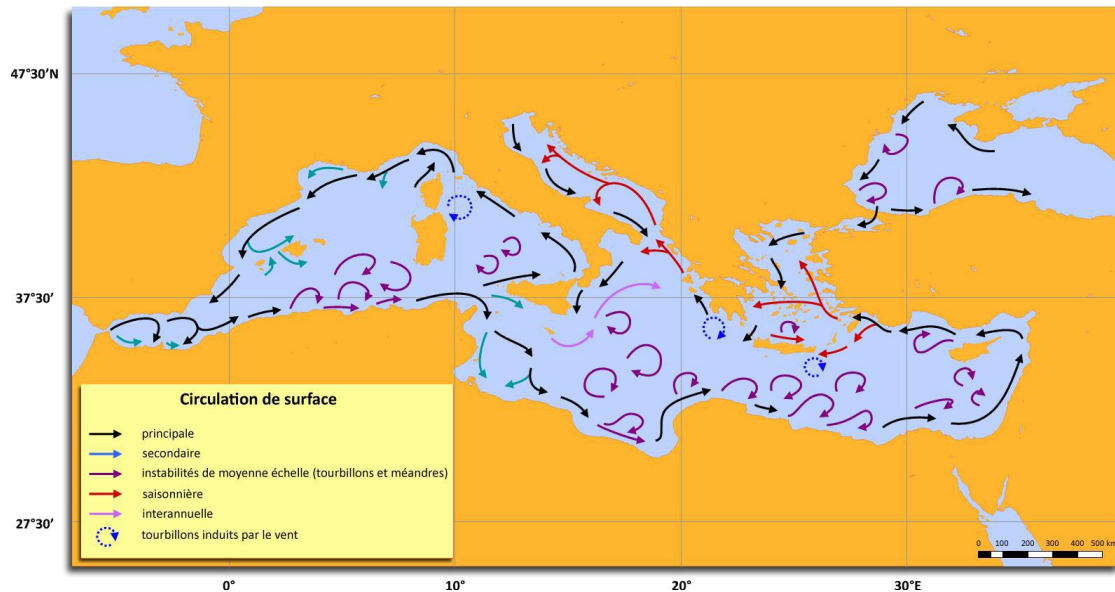 47°30'N
37°30'
27°30'
Circulation de surface
principale
secondaire
instabilités de moyenne échelle (tourbillons et méandres)
saisonnière
interannuelle
tourbillons induits par le vent
0 100 200 300 400 500 km
0° 10° 20° 30°E